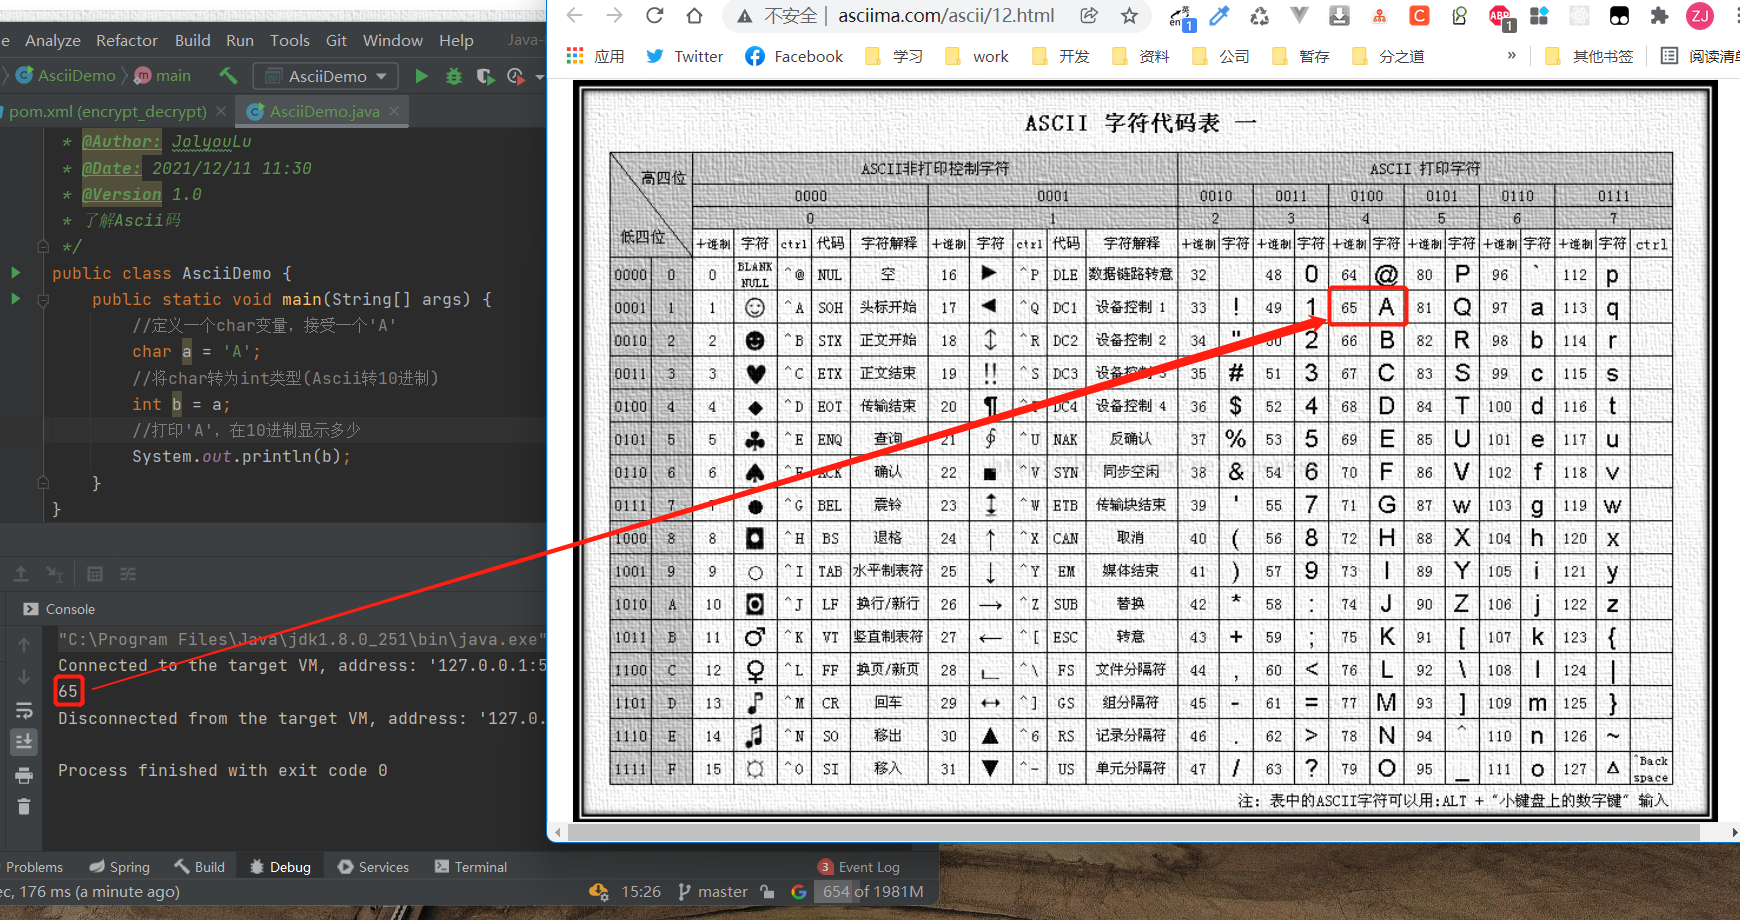 e Analyze Refactor Build Run Tools Git Window Help Java-
AsciiDemo main AsciiDemo
pom.xml (encrypt_decrypt) AsciiDemo.java
* @Author: JolyouLu
* @Date: 2021/12/11 11:30
* @Version 1.0
* 了解Ascii码
*/
public class AsciiDemo {
public static void main(String[] args) {
//定义一个char变量，接受一个'A'
char a = 'A';
//将char转为int类型(Ascii转10进制)
int b = a;
//打印'A'，在10进制显示多少
System.out.println(b);
}
}
Console
"C:\Program Files\Java\jdk1.8.0_251\bin\java.exe"
Connected to the target VM, address: '127.0.0.1:5
65
Disconnected from the target VM, address: '127.0.
Process finished with exit code 0
Problems Spring Build Debug Services Terminal 3 Event Log
ec, 176 ms (a minute ago) 15:26 master 654 of 1981M
不安全 | asciima.com/ascii/12.html 英 en 1 C ABP 1 ZJ
应用 Twitter Facebook 学习 work 开发 资料 公司 暂存 分之道 » 其他书签 阅读清单
ASCII 字符代码表 一
高四位 ASCII非打印控制字符 ASCII 打印字符
0000 0001 0010 0011 0100 0101 0110 0111
0 1 2 3 4 5 6 7
低四位 十进制 字符 ctrl 代码 字符解释 十进制 字符 ctrl 代码 字符解释 十进制 字符 十进制 字符 十进制 字符 十进制 字符 十进制 字符 十进制 字符 ctrl
0000 0 0 BLANK NULL ^@ NUL 空 16 ► ^P DLE 数据链路转意 32 48 0 64 @ 80 P 96 ` 112 p
0001 1 1 ☺ ^A SOH 头标开始 17 ◄ ^Q DC1 设备控制 1 33 ! 49 1 65 A 81 Q 97 a 113 q
0010 2 2 ☻ ^B STX 正文开始 18 ↕ ^R DC2 设备控制 2 34 " 2 66 B 82 R 98 b 114 r
0011 3 3 ♥ ^C ETX 正文结束 19 ‼ ^S DC3 设备控制 3 35 # 51 3 67 C 83 S 99 c 115 s
0100 4 4 ♦ ^D EOT 传输结束 20 ¶ DC4 设备控制 4 36 $ 52 4 68 D 84 T 100 d 116 t
0101 5 5 ♣ ^E ENQ 查询 21 ∮ ^U NAK 反确认 37 % 53 5 69 E 85 U 101 e 117 u
0110 6 6 ♠ ^F ACK 确认 22 ■ ^V SYN 同步空闲 38 & 54 6 70 F 86 V 102 f 118 v
0111 7 ● ^G BEL 震铃 23 ↨ ^W ETB 传输块结束 39 ' 55 7 71 G 87 w 103 g 119 w
1000 8 8 ◘ ^H BS 退格 24 ↑ ^X CAN 取消 40 ( 56 8 72 H 88 X 104 h 120 x
1001 9 9 ○ ^I TAB 水平制表符 25 ↓ ^Y EM 媒体结束 41 ) 57 9 73 I 89 Y 105 i 121 y
1010 A 10 ◙ ^J LF 换行/新行 26 → ^Z SUB 替换 42 * 58 : 74 J 90 Z 106 j 122 z
1011 B 11 ♂ ^K VT 竖直制表符 27 ← ^[ ESC 转意 43 + 59 ; 75 K 91 [ 107 k 123 {
1100 C 12 ♀ ^L FF 换页/新页 28 ∟ ^\ FS 文件分隔符 44 , 60 < 76 L 92 \ 108 l 124 |
1101 D 13 ♪ ^M CR 回车 29 ↔ ^] GS 组分隔符 45 - 61 = 77 M 93 ] 109 m 125 }
1110 E 14 ♫ ^N SO 移出 30 ▲ ^6 RS 记录分隔符 46 . 62 > 78 N 94 ^ 110 n 126 ~
1111 F 15 ☼ ^O SI 移入 31 ▼ ^- US 单元分隔符 47 / 63 ? 79 O 95 _ 111 o 127 Δ ^Back space
注: 表中的ASCII字符可以用:ALT + "小键盘上的数字键" 输入